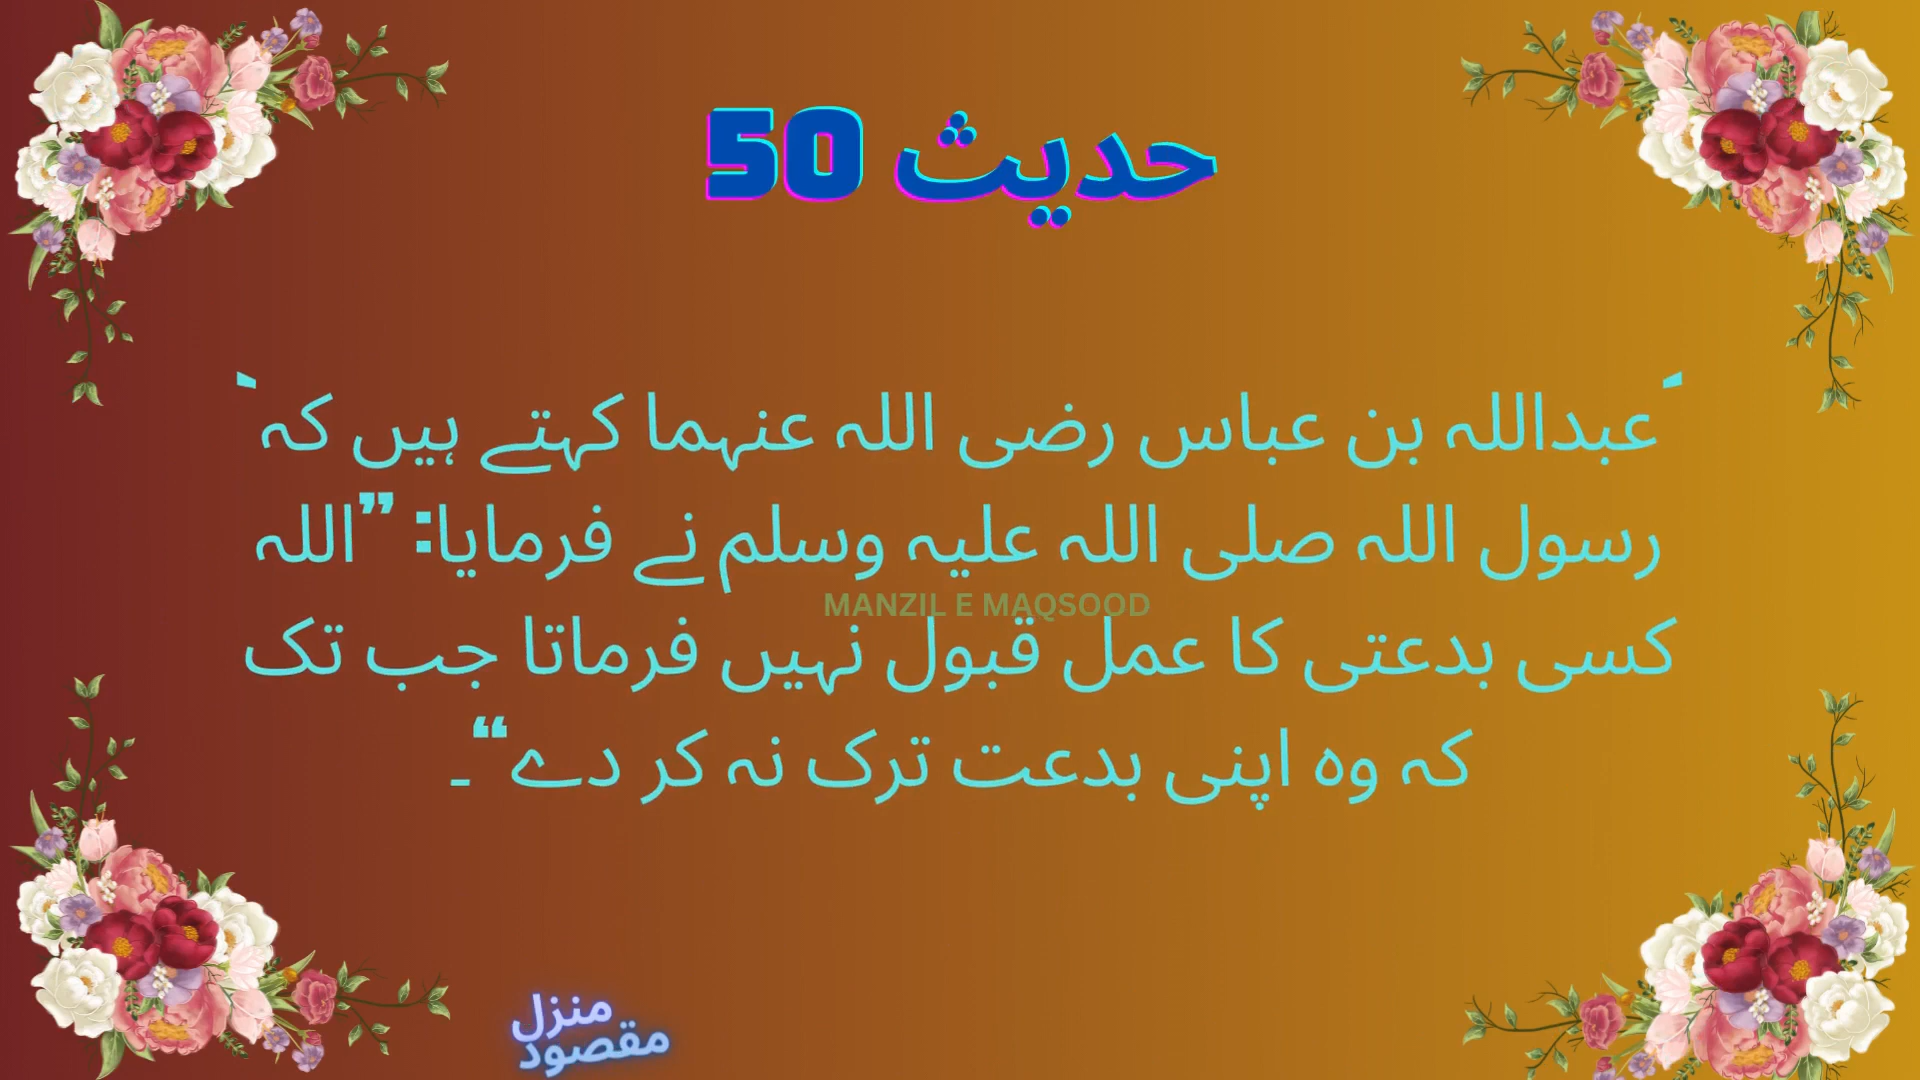 حدیث 50
́عبداللہ بن عباس رضی اللہ عنہما کہتے ہیں کہ`
رسول اللہ صلی اللہ علیہ وسلم نے فرمایا: ”اللہ
MANZIL E MAQSOOD
کسی بدعتی کا عمل قبول نہیں فرماتا جب تک
کہ وہ اپنی بدعت ترک نہ کر دے“۔
منزل
مقصود